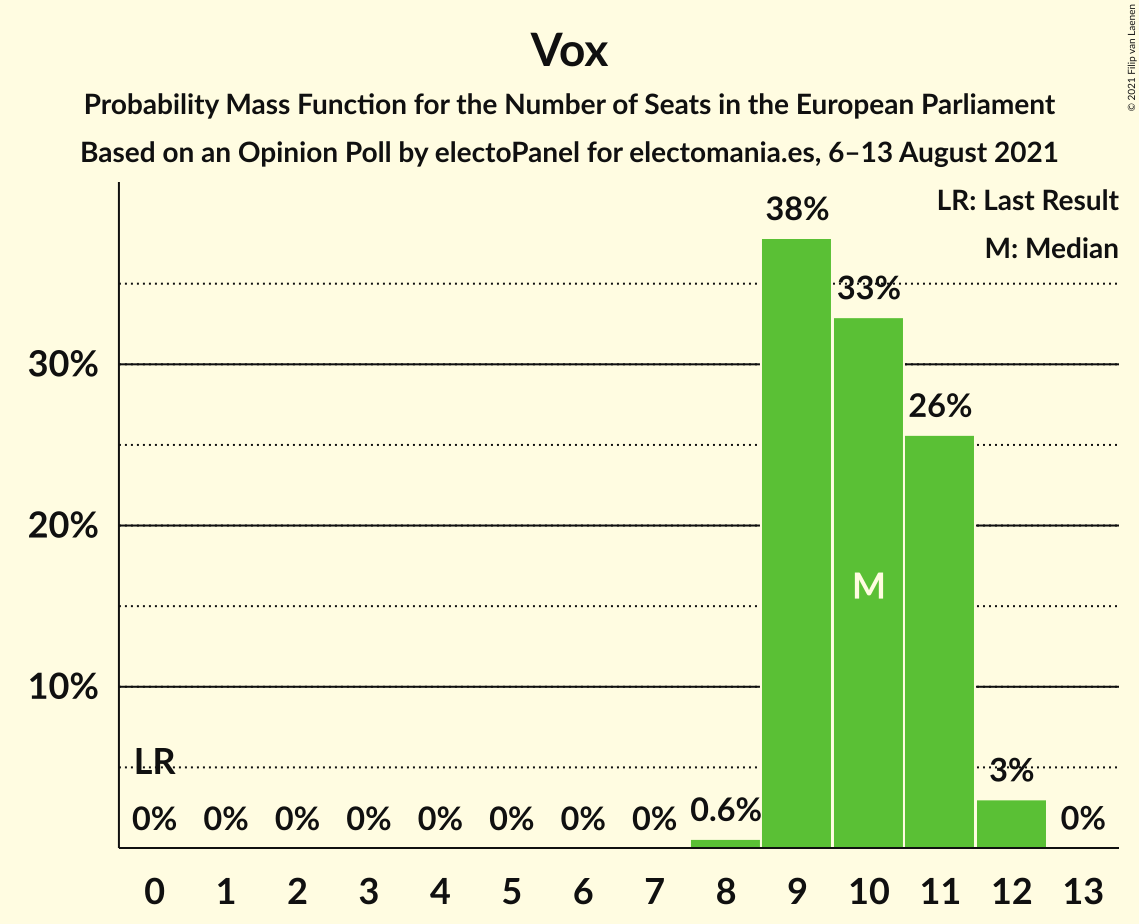 Vox
Probability Mass Function for the Number of Seats in the European Parliament
Based on an Opinion Poll by electoPanel for electomania.es, 6–13 August 2021
© 2021 Filip van Laenen
LR: Last Result
M: Median
38%
33%
30%
26%
20%
M
10%
LR
0% 0% 0% 0% 0% 0% 0% 0% 0.6% 3% 0%
0 1 2 3 4 5 6 7 8 9 10 11 12 13